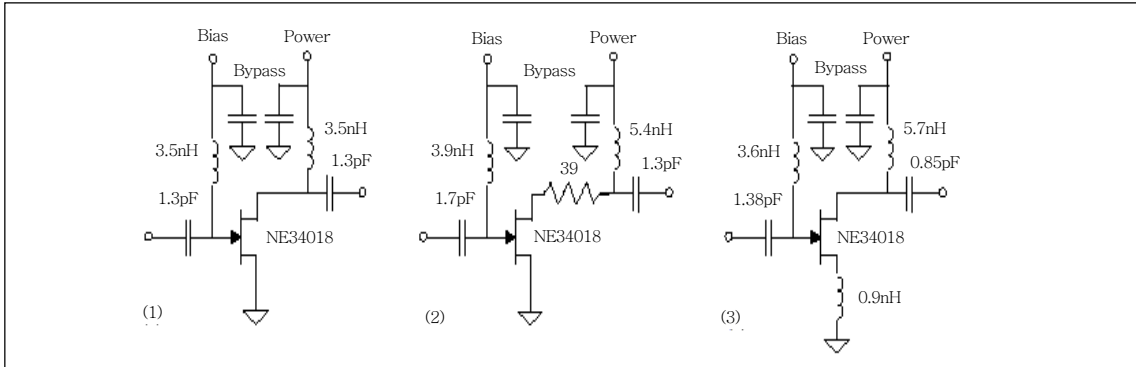 Bias
Power
Bypass
3.5nH
3.5nH
1.3pF
1.3pF
NE34018
(1)
Bias
Power
Bypass
3.9nH
5.4nH
39
1.7pF
1.3pF
NE34018
(2)
Bias
Power
Bypass
3.6nH
5.7nH
0.85pF
1.38pF
NE34018
0.9nH
(3)